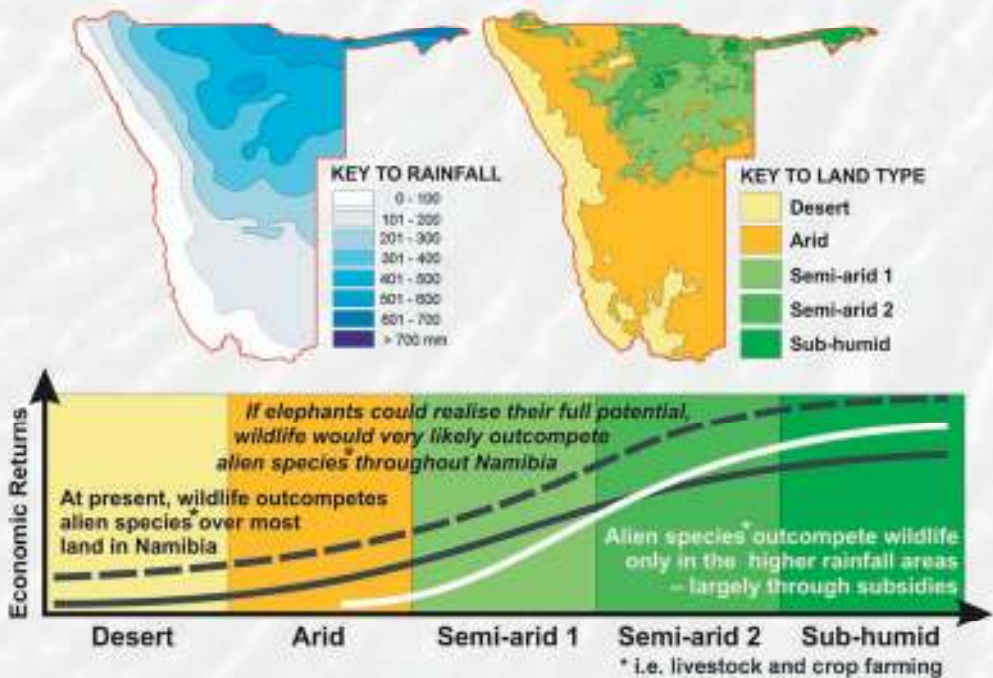 KEY TO RAINFALL
0 - 100
101 - 200
201 - 300
301 - 400
401 - 500
501 - 600
601 - 700
> 700 mm
KEY TO LAND TYPE
Desert
Arid
Semi-arid 1
Semi-arid 2
Sub-humid
Economic Returns
If elephants could realise their full potential,
wildlife would very likely outcompete
alien species* throughout Namibia
At present, wildlife outcompetes
alien species* over most
land in Namibia
Alien species* outcompete wildlife
only in the higher rainfall areas
– largely through subsidies
Desert
Arid
Semi-arid 1
Semi-arid 2
Sub-humid
* i.e. livestock and crop farming